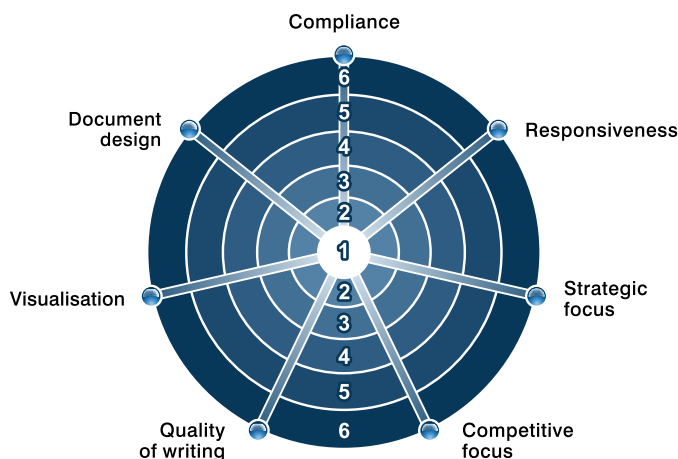 Compliance
6
5
4
3
2
1
2
3
4
5
6
Document
design
Responsiveness
Visualisation
Strategic
focus
Quality
of writing
Competitive
focus